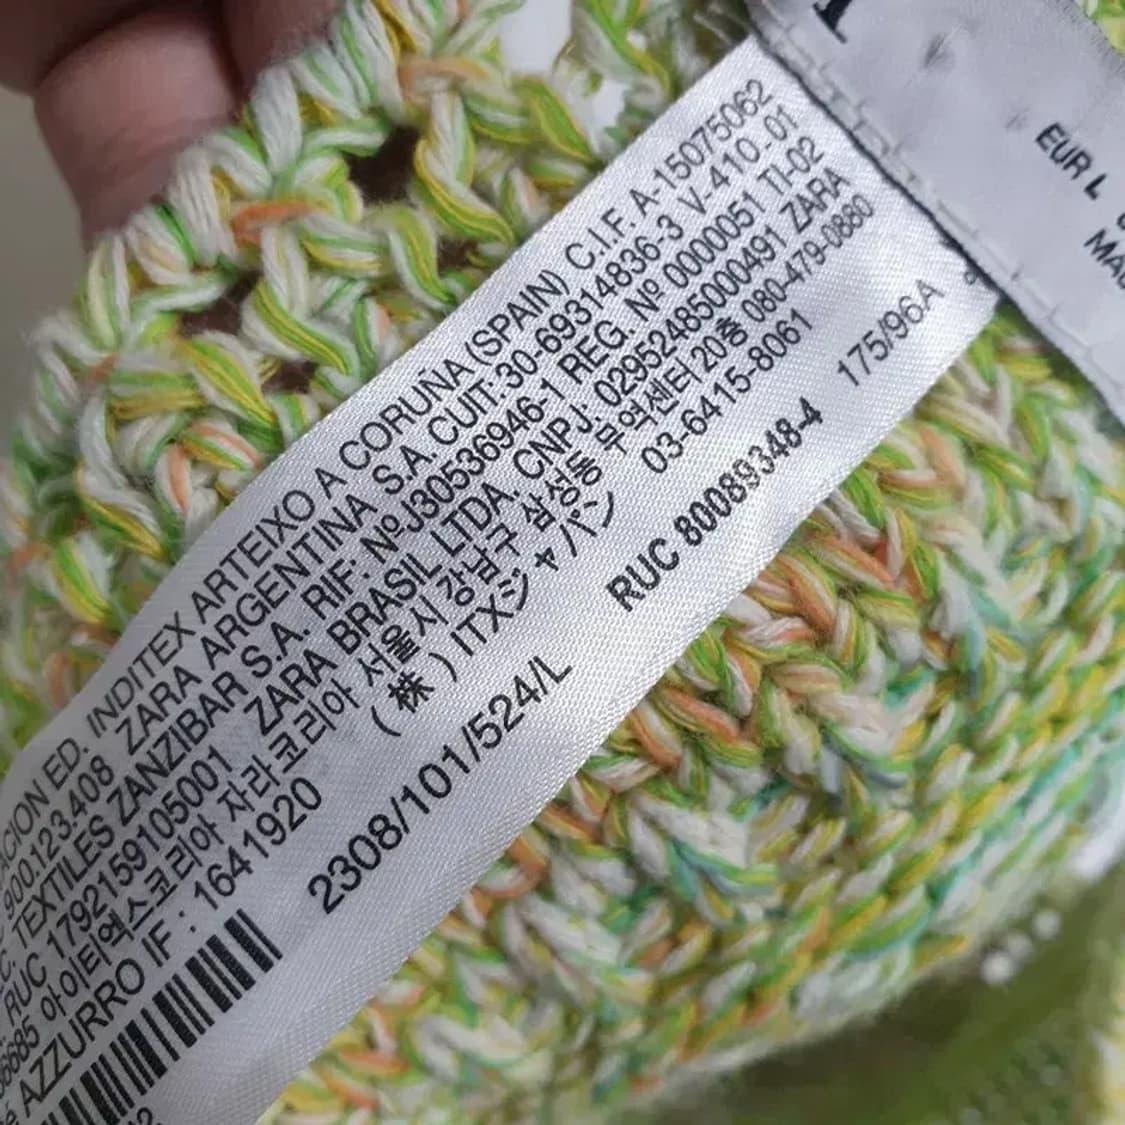 INDITEX ARTEIXO A CORUÑA (SPAIN) C.I.F. A-15075062
900.123.408 ZARA ARGENTINA S.A. CUIT: 30-69314836-3 V-410.01
TEXTILES ZANZIBAR S.A. RIF: NºJ305536946-1 REG. Nº 0000051 TI-02
RUC 1792159105001 ZARA BRASIL LTDA. CNPJ: 02952485000491 ZARA
아이티엑스코리아 자라코리아 서울시 강남구 삼성동 무역센터 20층 080-479-0880
AZZURRO IF : 1641920 (株) ITXジャパン 03-6415-8061
175/96A
RUC 80089348-4
2308/101/524/L
EUR L